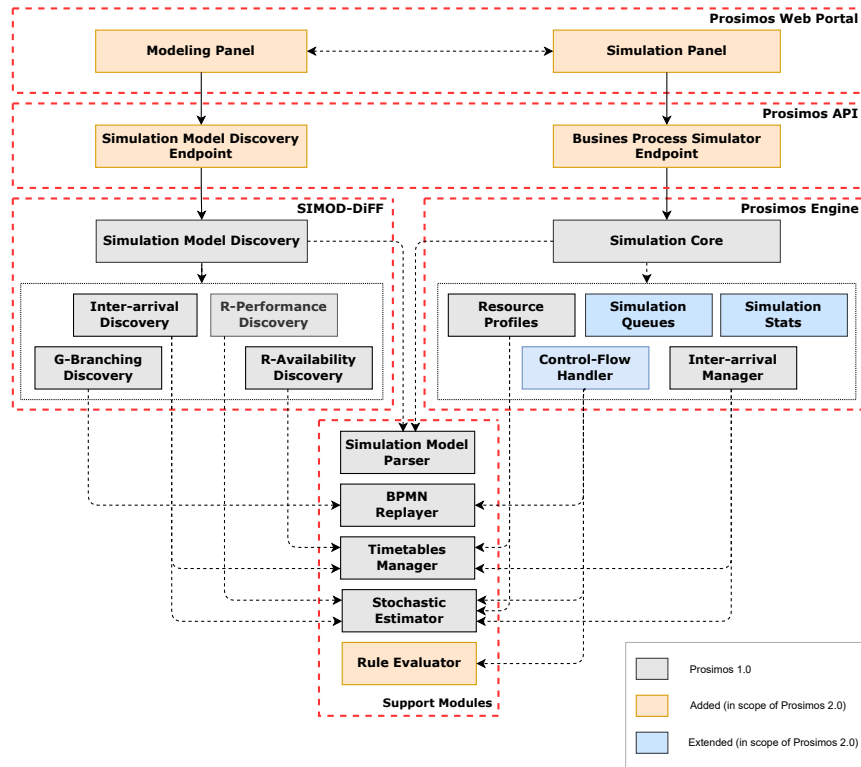 Prosimos Web Portal
Modeling Panel
Simulation Panel
Prosimos API
Simulation Model Discovery
Endpoint
Busines Process Simulator
Endpoint
SIMOD-DiFF
Prosimos Engine
Simulation Model Discovery
Simulation Core
Inter-arrival
Discovery
R-Performance
Discovery
G-Branching
Discovery
R-Availability
Discovery
Resource
Profiles
Simulation
Queues
Simulation
Stats
Control-Flow
Handler
Inter-arrival
Manager
Simulation Model
Parser
BPMN
Replayer
Timetables
Manager
Stochastic
Estimator
Rule Evaluator
Support Modules
Prosimos 1.0
Added (in scope of Prosimos 2.0)
Extended (in scope of Prosimos 2.0)